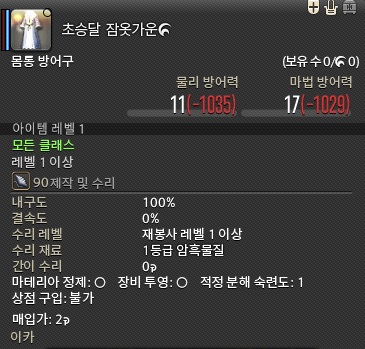 초승달 잠옷가운
몸통 방어구
(보유 수 0/ 0)
물리 방어력 마법 방어력
11(-1035) 17(-1029)
아이템 레벨 1
모든 클래스
레벨 1 이상
90제작 및 수리
내구도 100%
결속도 0%
수리 레벨 재봉사 레벨 1 이상
수리 재료 1등급 암흑물질
간이 수리 0
마테리아 정제: ○ 장비 투영: ○ 적정 분해 숙련도: 1
상점 구입: 불가
매입가: 2
이카